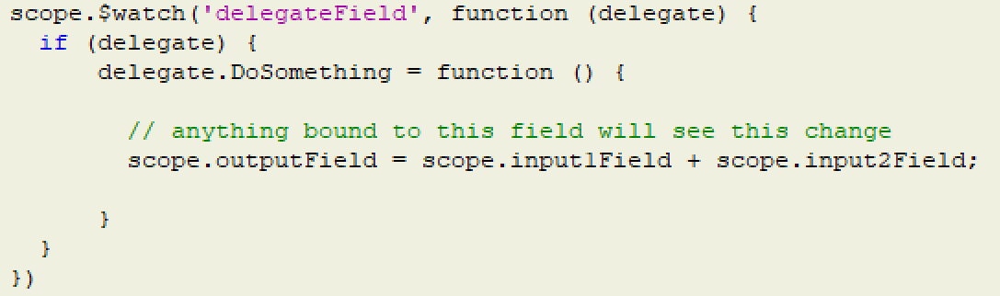 scope.$watch('delegateField', function (delegate) {
if (delegate) {
delegate.DoSomething = function () {
// anything bound to this field will see this change
scope.outputField = scope.input1Field + scope.input2Field;
}
}
})